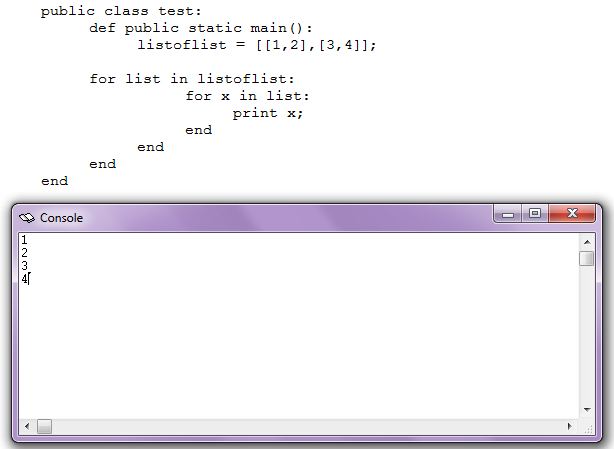 public class test:
def public static main():
listoflist = [[1,2],[3,4]];
for list in listoflist:
for x in list:
print x;
end
end
end
end
Console
1
2
3
4